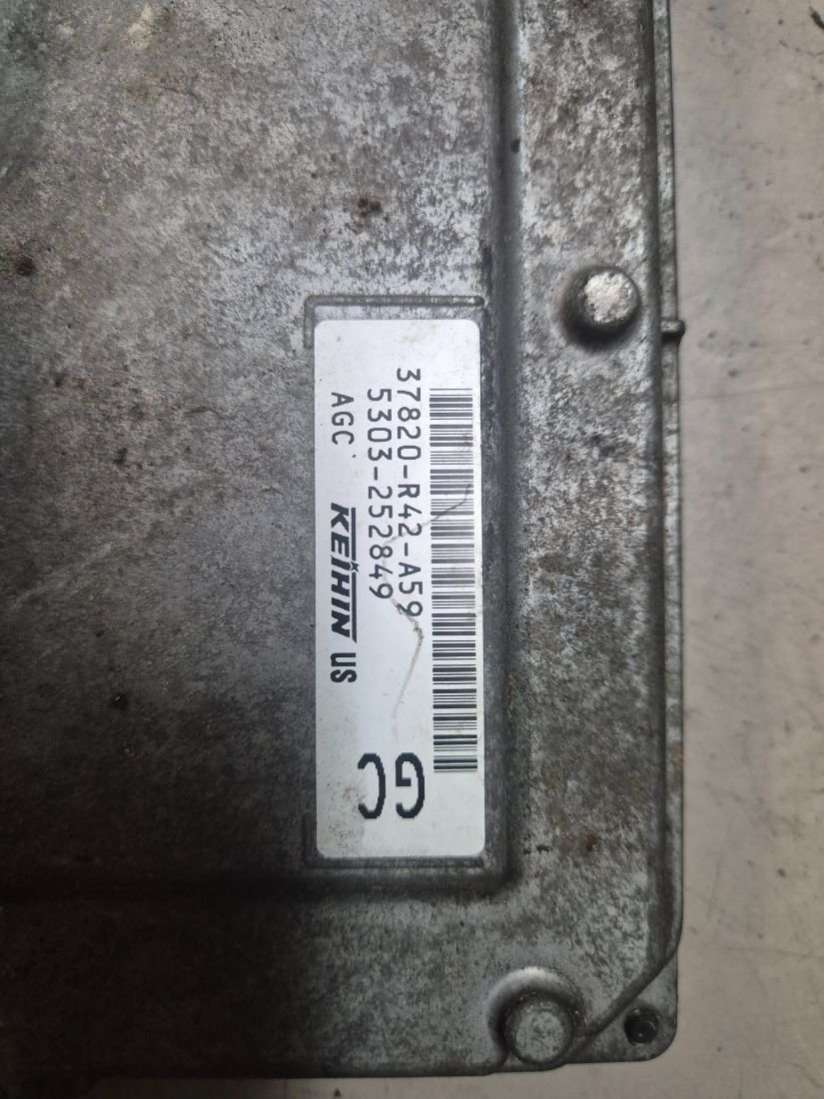 37820-R42-A59
5303-252849
AGC KEIHIN US
GC